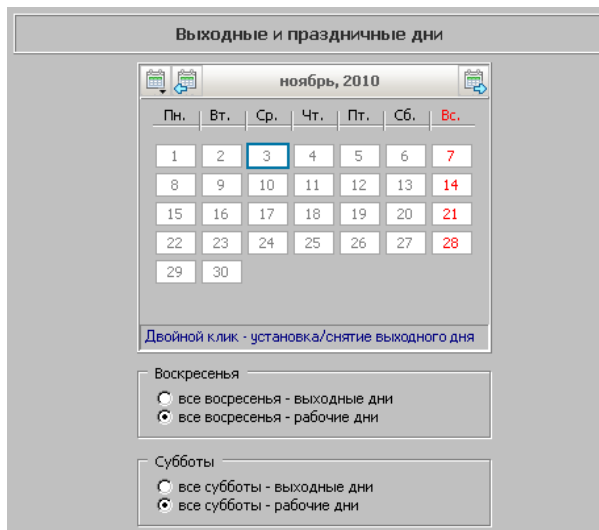 Выходные и праздничные дни
ноябрь, 2010
Пн. Вт. Ср. Чт. Пт. Сб. Вс.
1 2 3 4 5 6 7
8 9 10 11 12 13 14
15 16 17 18 19 20 21
22 23 24 25 26 27 28
29 30
Двойной клик - установка/снятие выходного дня
Воскресенья
все восресенья - выходные дни
все восресенья - рабочие дни
Субботы
все субботы - выходные дни
все субботы - рабочие дни